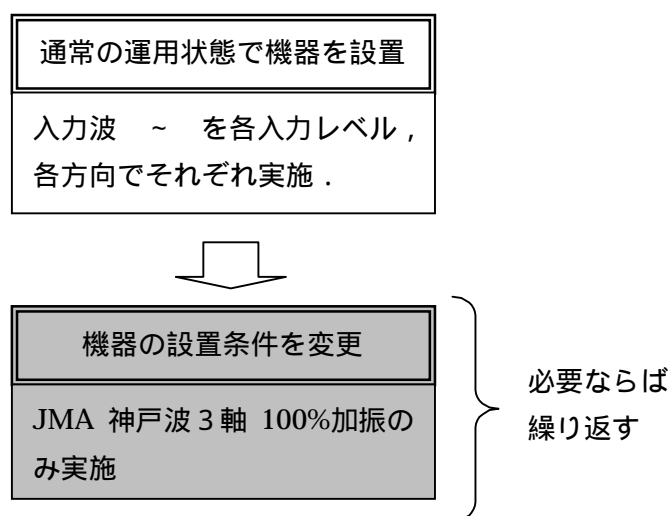 通常の運用状態で機器を設置
入力波　~　を各入力レベル，
各方向でそれぞれ実施．
機器の設置条件を変更
JMA 神戸波３軸 100%加振の
み実施
必要ならば
繰り返す